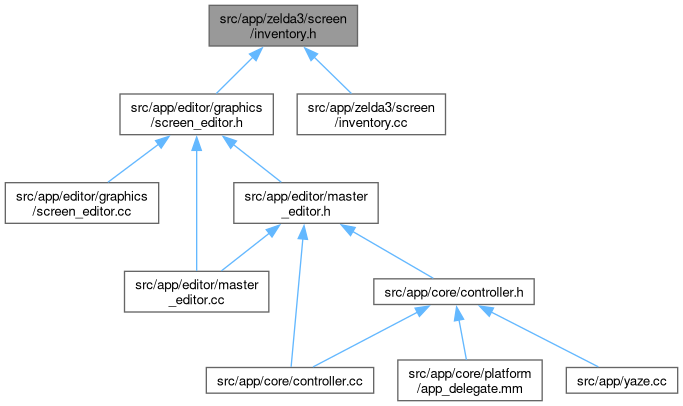 src/app/zelda3/screen
/inventory.h
src/app/editor/graphics
/screen_editor.h
src/app/zelda3/screen
/inventory.cc
src/app/editor/graphics
/screen_editor.cc
src/app/editor/master
_editor.h
src/app/editor/master
_editor.cc
src/app/core/controller.h
src/app/core/controller.cc
src/app/core/platform
/app_delegate.mm
src/app/yaze.cc